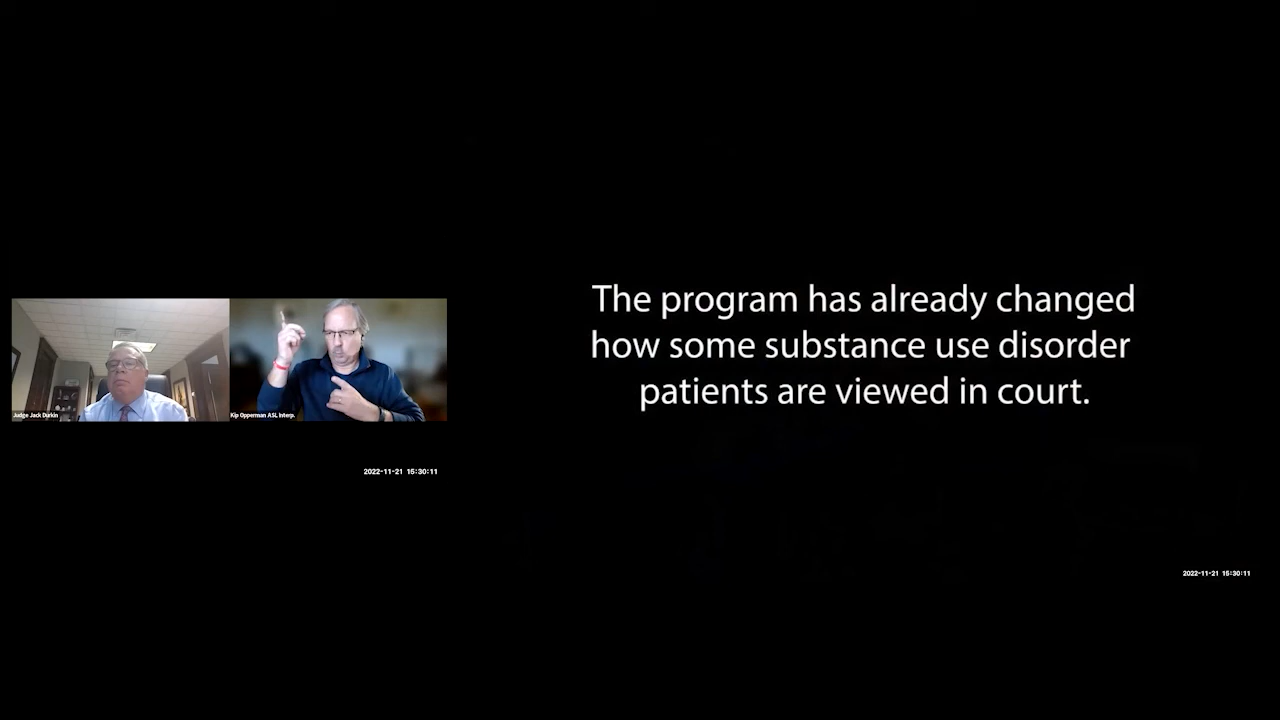 The program has already changed
how some substance use disorder
patients are viewed in court.
Judge Jack Durkin
Kip Opperman ASL Interp.
2022-11-21 15:30:11
2022-11-21 15:30:11